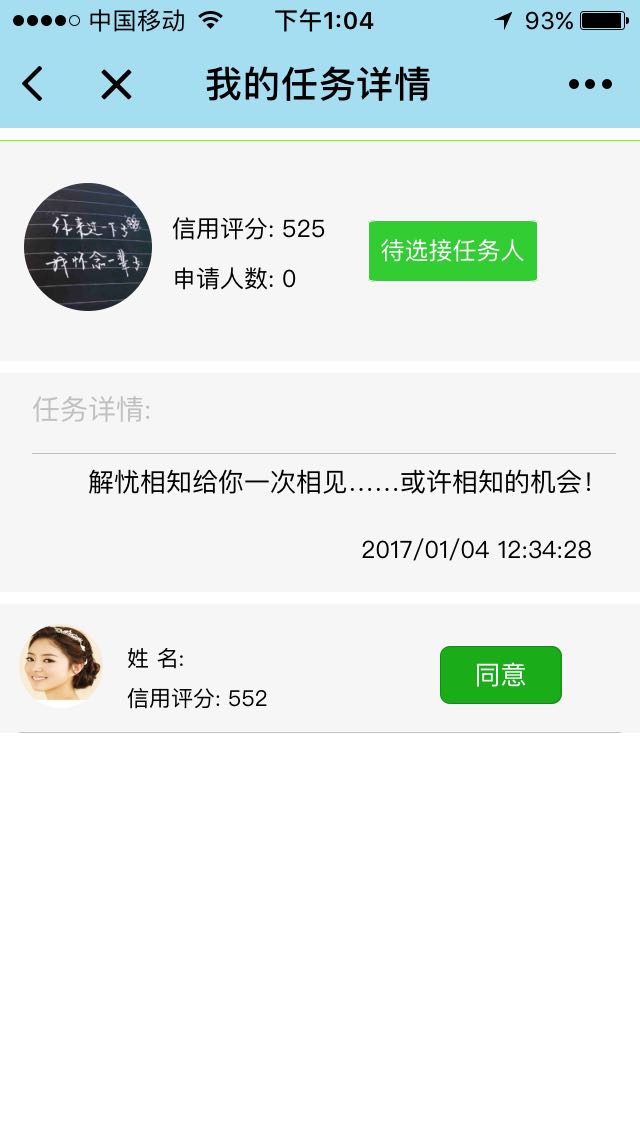 中国移动 下午1:04 93%
我的任务详情
你来过一下子
我怀念一辈子
信用评分: 525
申请人数: 0
待选接任务人
任务详情:
解忧相知给你一次相见……或许相知的机会!
2017/01/04 12:34:28
姓 名:
信用评分: 552
同意